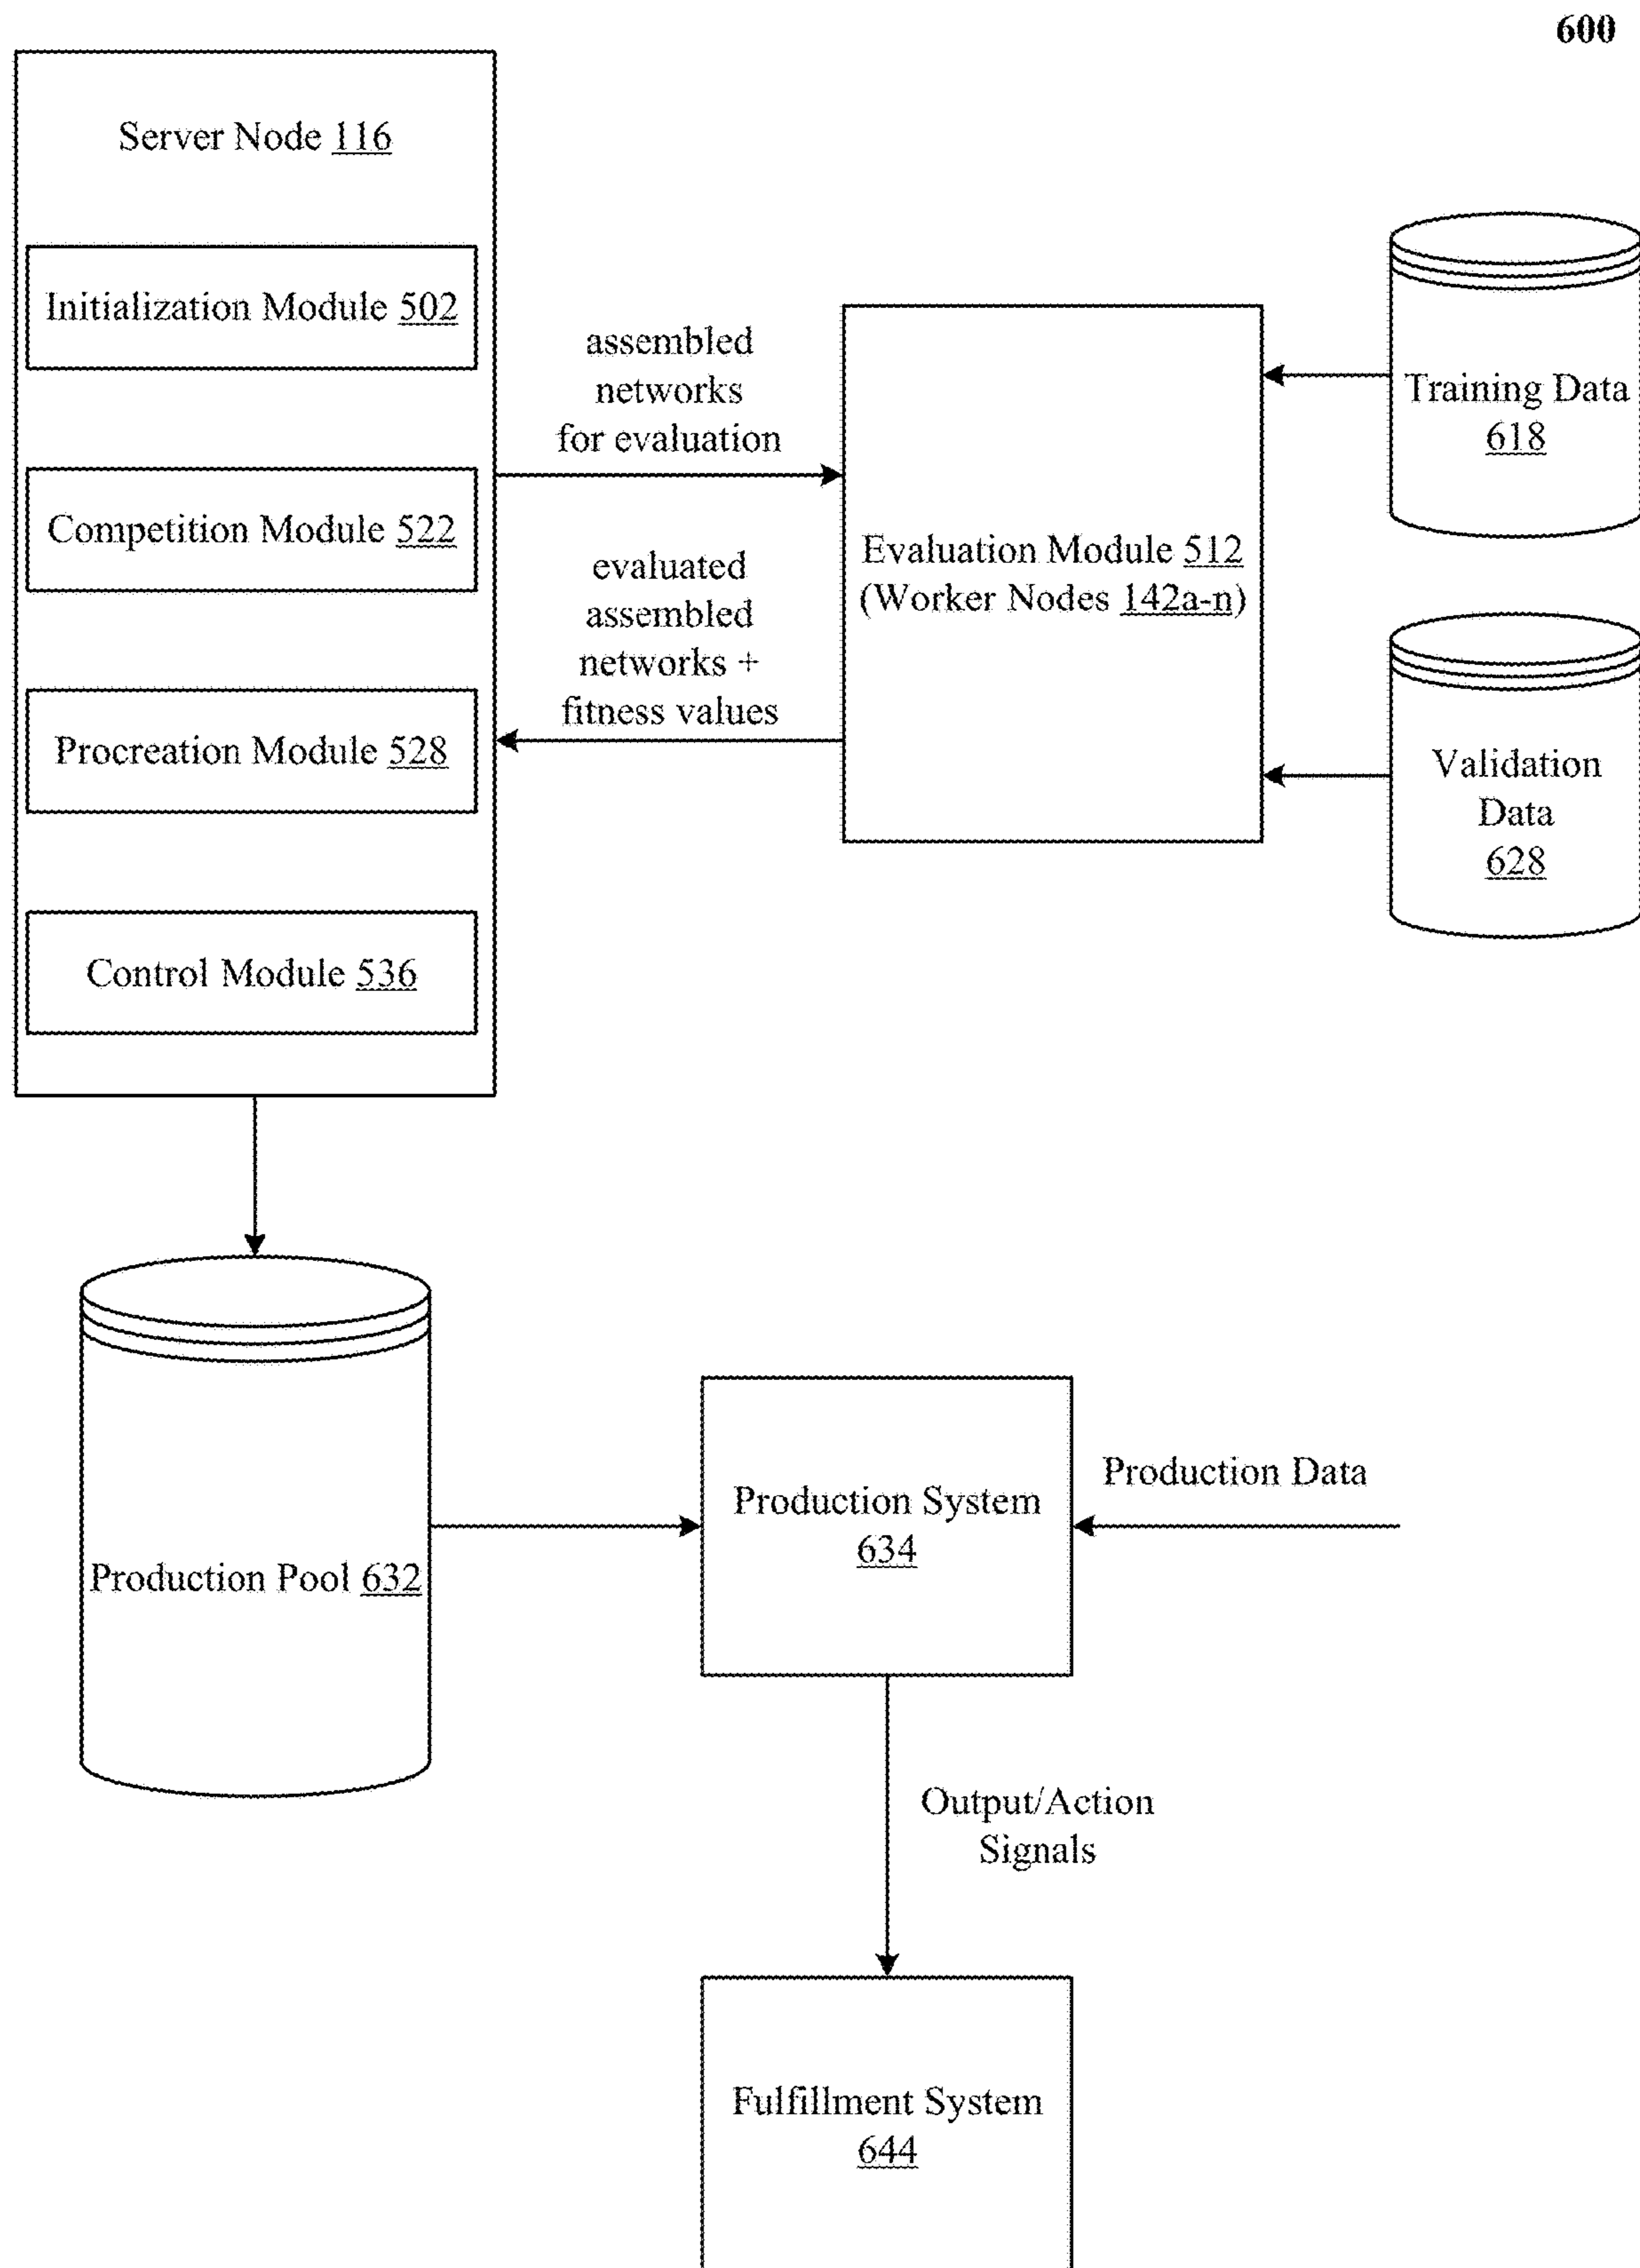 600
Server Node 116
Initialization Module 502
Competition Module 522
Procreation Module 528
Control Module 536
assembled
networks
for evaluation
evaluated
assembled
networks +
fitness values
Evaluation Module 512
(Worker Nodes 142a-n)
Training Data
618
Validation
Data
628
Production Pool 632
Production System
634
Production Data
Output/Action
Signals
Fulfillment System
644